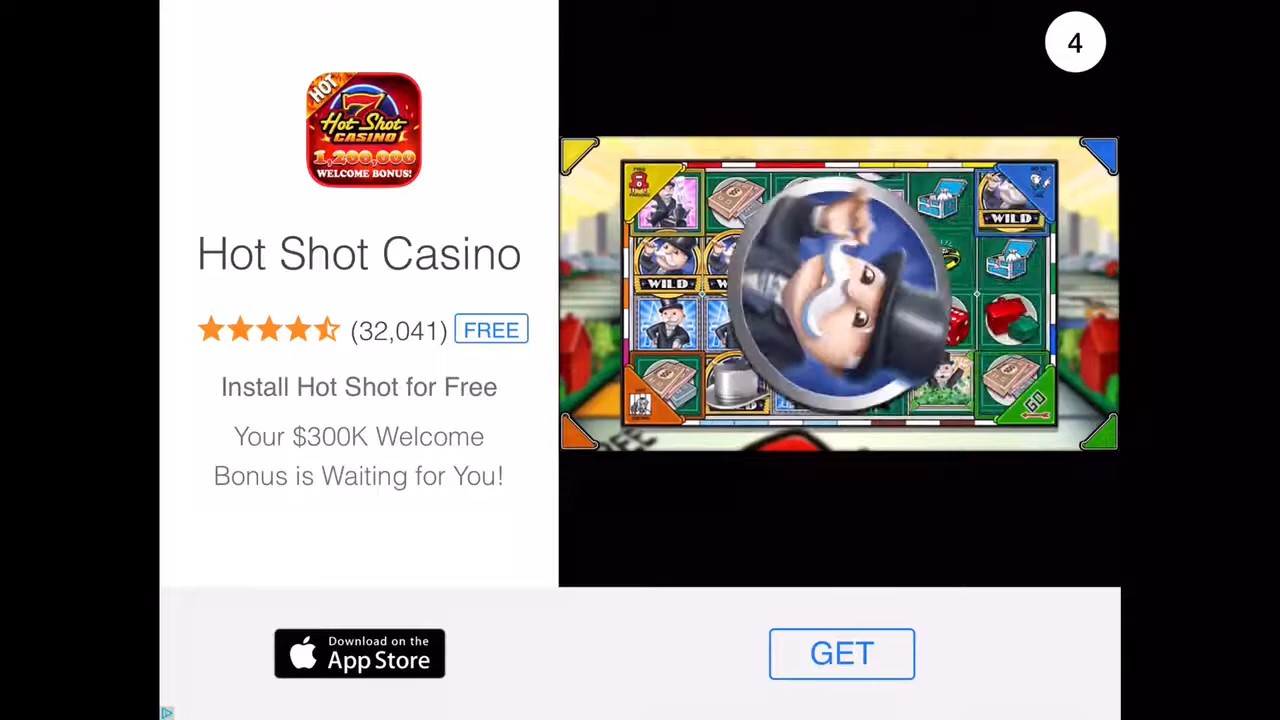 HOT
7
Hot Shot
CASINO
1,200,000
WELCOME BONUS!
Hot Shot Casino
(32,041) FREE
Install Hot Shot for Free
Your $300K Welcome
Bonus is Waiting for You!
4
WILD
WILD
GO
Download on the
App Store
GET